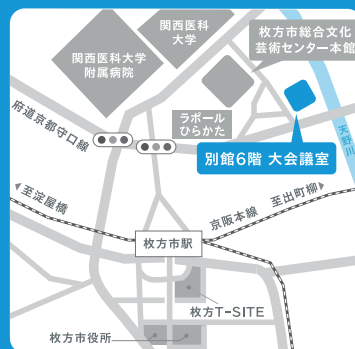 関西医科
大学
関西医科大学
附属病院
枚方市総合文化
芸術センター本館
ラポール
ひらかた
府道京都守口線
天野川
別館6階 大会議室
至淀屋橋
京阪本線 至出町柳
枚方市駅
枚方T-SITE
枚方市役所